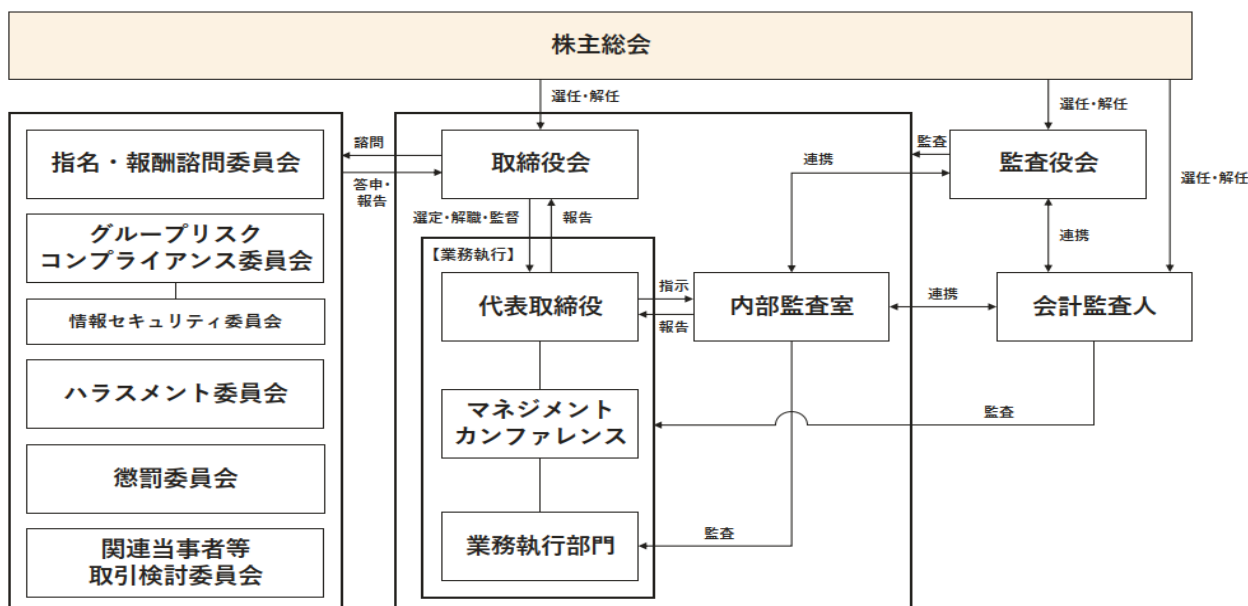 株主総会
選任・解任
選任・解任
選任・解任
指名・報酬諮問委員会
諮問
答申・
報告
取締役会
監査
監査役会
連携
グループリスク
コンプライアンス委員会
選定・解職・監督
報告
連携
【業務執行】
情報セキュリティ委員会
代表取締役
指示
報告
内部監査室
連携
会計監査人
ハラスメント委員会
マネジメント
カンファレンス
監査
懲罰委員会
業務執行部門
監査
関連当事者等
取引検討委員会